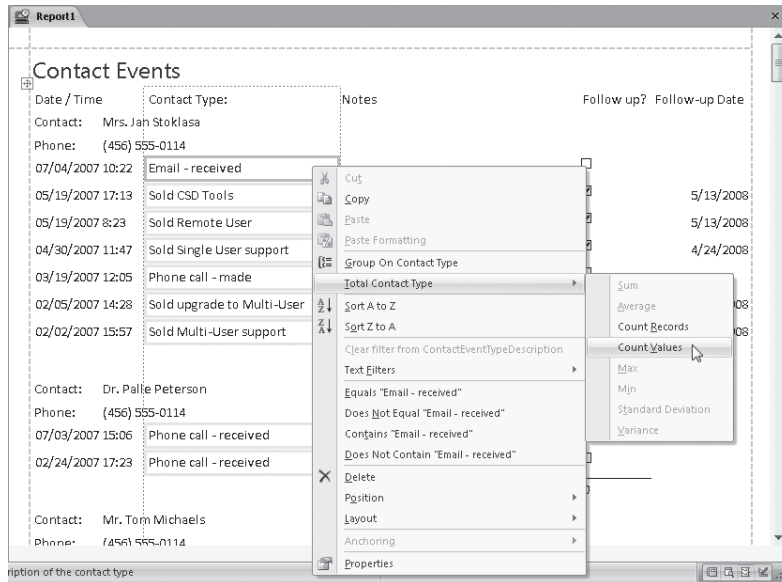 Report1
Contact Events
Date / Time Contact Type: Notes Follow up? Follow-up Date
Contact: Mrs. Jan Stoklasa
Phone: (456) 555-0114
07/04/2007 10:22 Email - received
05/19/2007 17:13 Sold CSD Tools 5/13/2008
05/19/2007 8:23 Sold Remote User 5/13/2008
04/30/2007 11:47 Sold Single User support 4/24/2008
03/19/2007 12:05 Phone call - made
02/05/2007 14:28 Sold upgrade to Multi-User 08
02/02/2007 15:57 Sold Multi-User support 08
Contact: Dr. Palle Peterson
Phone: (456) 555-0114
07/03/2007 15:06 Phone call - received
02/24/2007 17:23 Phone call - received
Contact: Mr. Tom Michaels
Phone: (456) 555-0114
Cut
Copy
Paste
Paste Formatting
Group On Contact Type
Total Contact Type
Sort A to Z
Sort Z to A
Clear filter from ContactEventTypeDescription
Text Filters
Equals "Email - received"
Does Not Equal "Email - received"
Contains "Email - received"
Does Not Contain "Email - received"
Delete
Position
Layout
Anchoring
Properties
Sum
Average
Count Records
Count Values
Max
Min
Standard Deviation
Variance
ription of the contact type